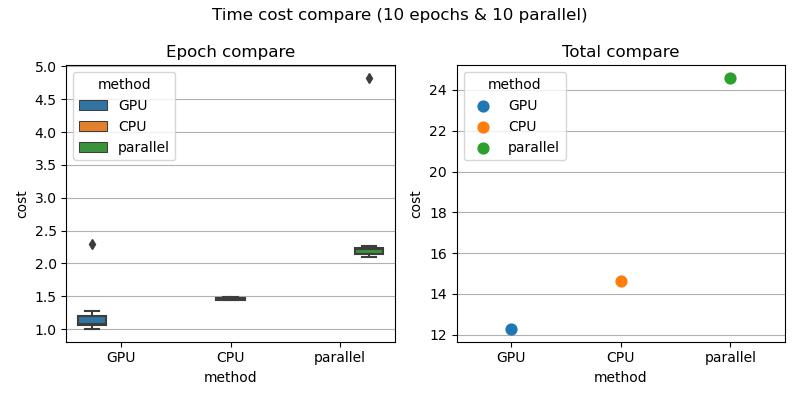 Time cost compare (10 epochs & 10 parallel)
Epoch compare
method
GPU
CPU
parallel
5.0
4.5
4.0
3.5
3.0
2.5
2.0
1.5
1.0
cost
GPU CPU parallel
method
Total compare
method
GPU
CPU
parallel
24
22
20
18
16
14
12
cost
GPU CPU parallel
method